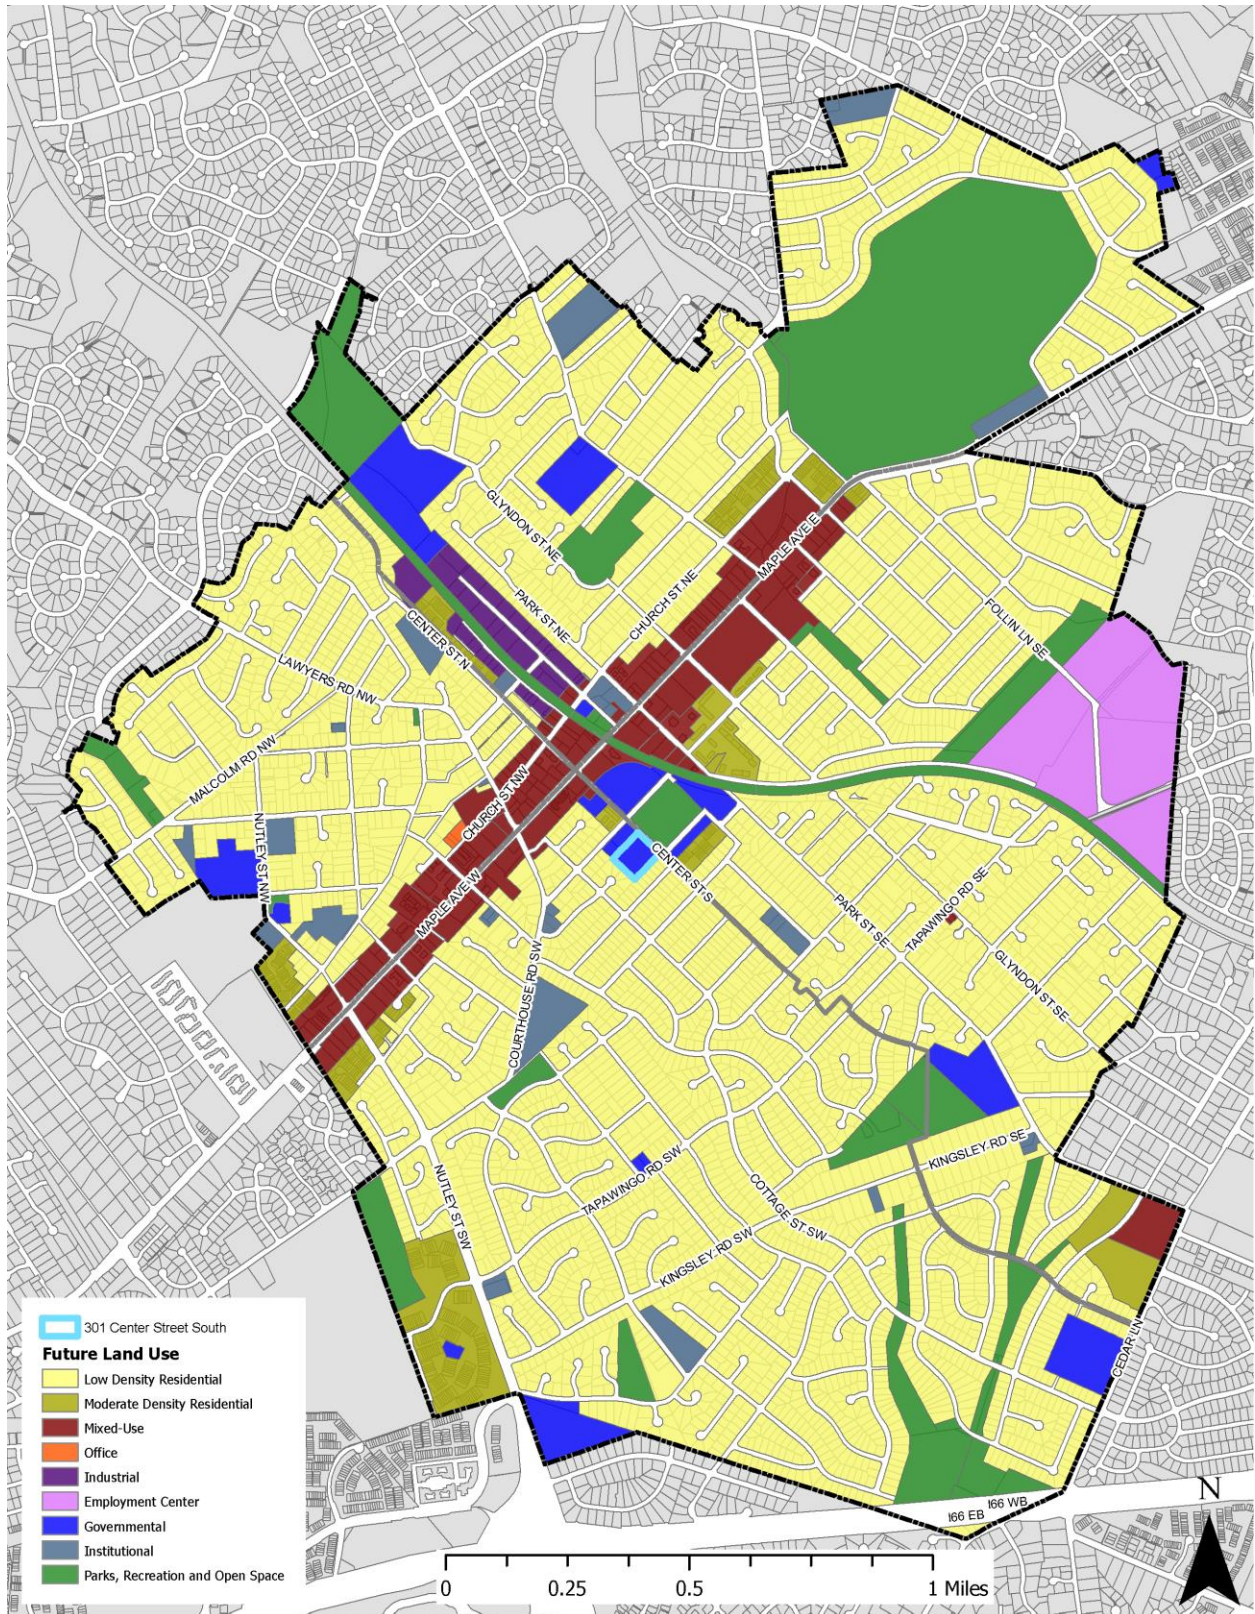 GLYNDON ST NE
MAPLE AVE E
CHURCH ST NE
PARK ST NE
FOLLIN LN SE
CENTER ST N
LAWYERS RD NW
MALCOLM RD NW
CHURCH ST NW
NUTLEY ST NW
MAPLE AVE W
CENTER ST S
PARK ST SE
TAPAWINGO RD SE
GLYNDON ST SE
COURTHOUSE RD SW
KINGSLEY RD SE
NUTLEY ST SW
TAPAWINGO RD SW
COTTAGE ST SW
KINGSLEY RD SW
CEDAR LN
301 Center Street South
Future Land Use
Low Density Residential
Moderate Density Residential
Mixed-Use
Office
Industrial
Employment Center
Governmental
Institutional
Parks, Recreation and Open Space
I66 WB
I66 EB
N
0 0.25 0.5 1 Miles